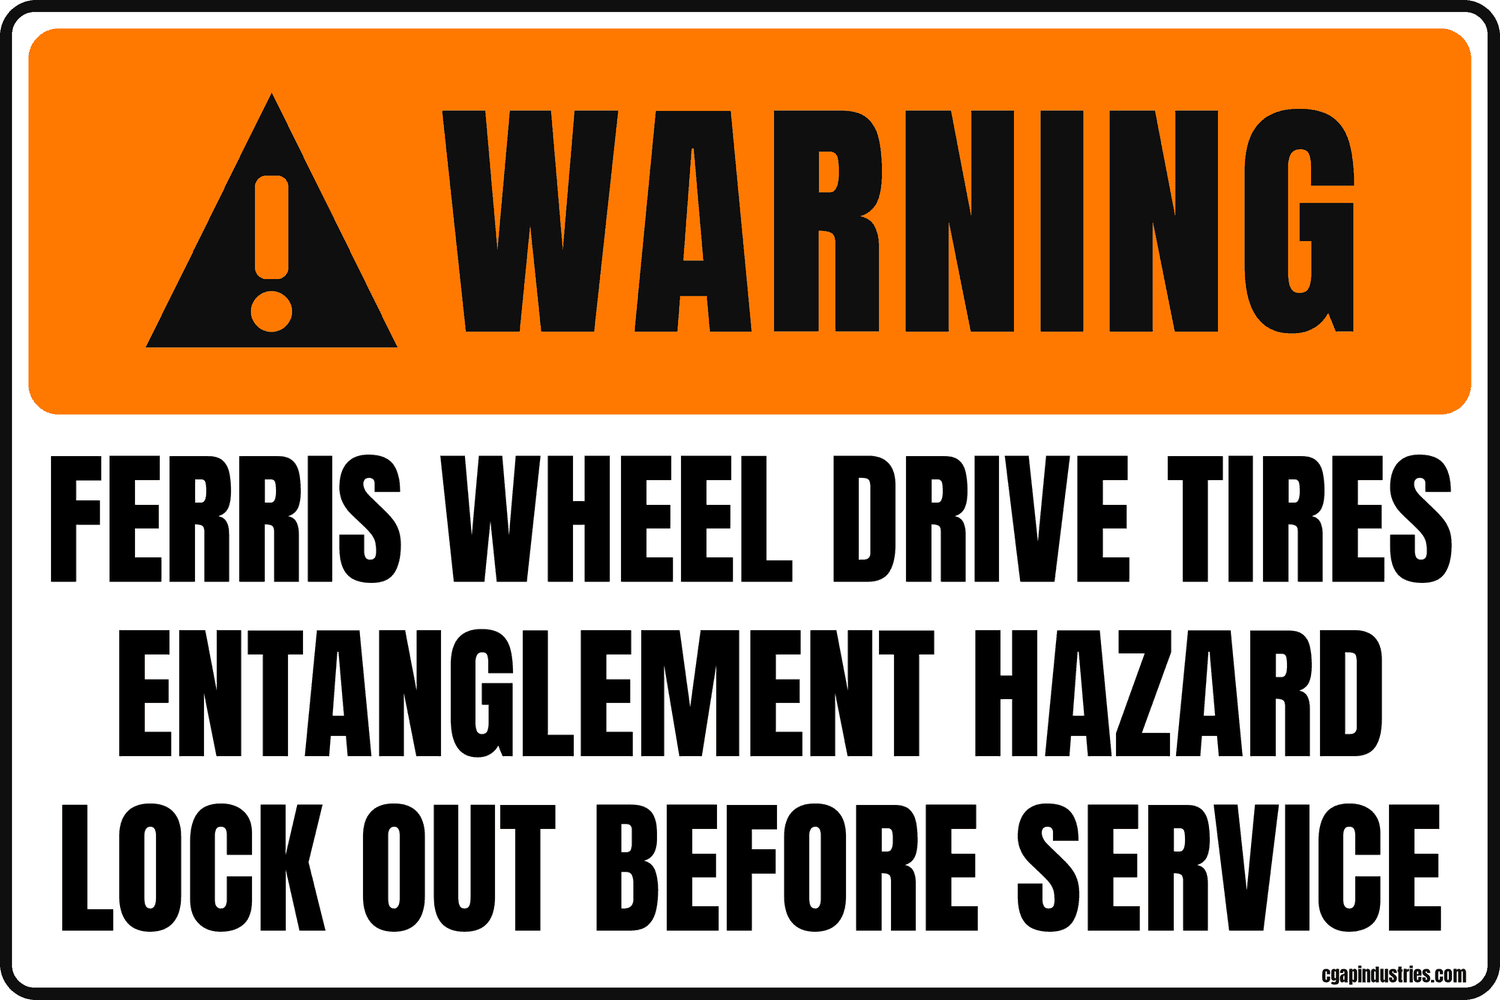 WARNING
FERRIS WHEEL DRIVE TIRES
ENTANGLEMENT HAZARD
LOCK OUT BEFORE SERVICE
cgapindustries.com